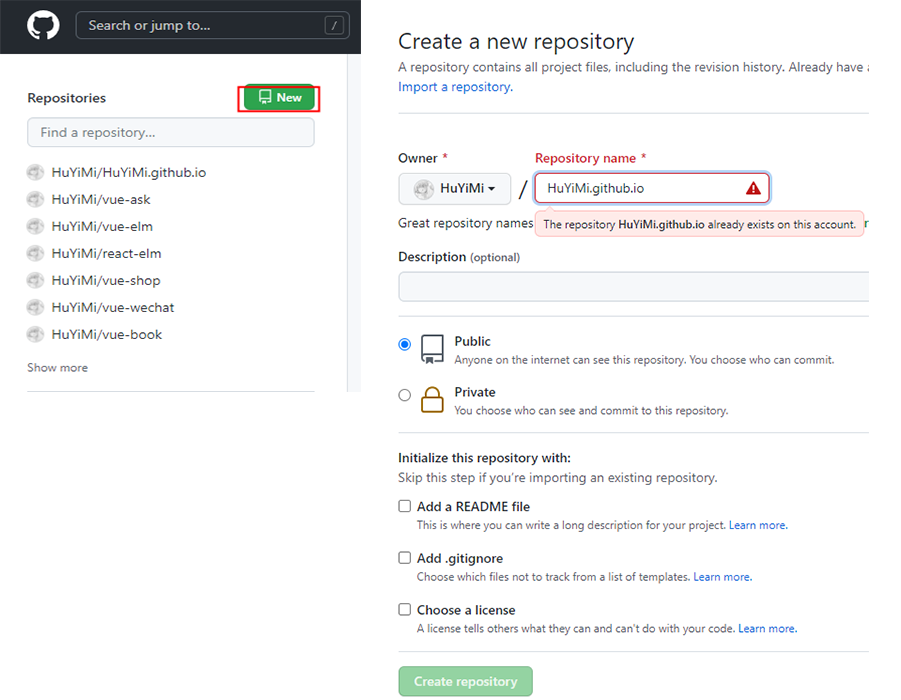 Search or jump to...
/
Repositories
New
Find a repository...
HuYiMi/HuYiMi.github.io
HuYiMi/vue-ask
HuYiMi/vue-elm
HuYiMi/react-elm
HuYiMi/vue-shop
HuYiMi/vue-wechat
HuYiMi/vue-book
Show more
Create a new repository
A repository contains all project files, including the revision history. Already have
Import a repository.
Owner *
Repository name *
HuYiMi
/
HuYiMi.github.io
Great repository names
The repository HuYiMi.github.io already exists on this account.
Description (optional)
Public
Anyone on the internet can see this repository. You choose who can commit.
Private
You choose who can see and commit to this repository.
Initialize this repository with:
Skip this step if you're importing an existing repository.
Add a README file
This is where you can write a long description for your project. Learn more.
Add .gitignore
Choose which files not to track from a list of templates. Learn more.
Choose a license
A license tells others what they can and can't do with your code. Learn more.
Create repository